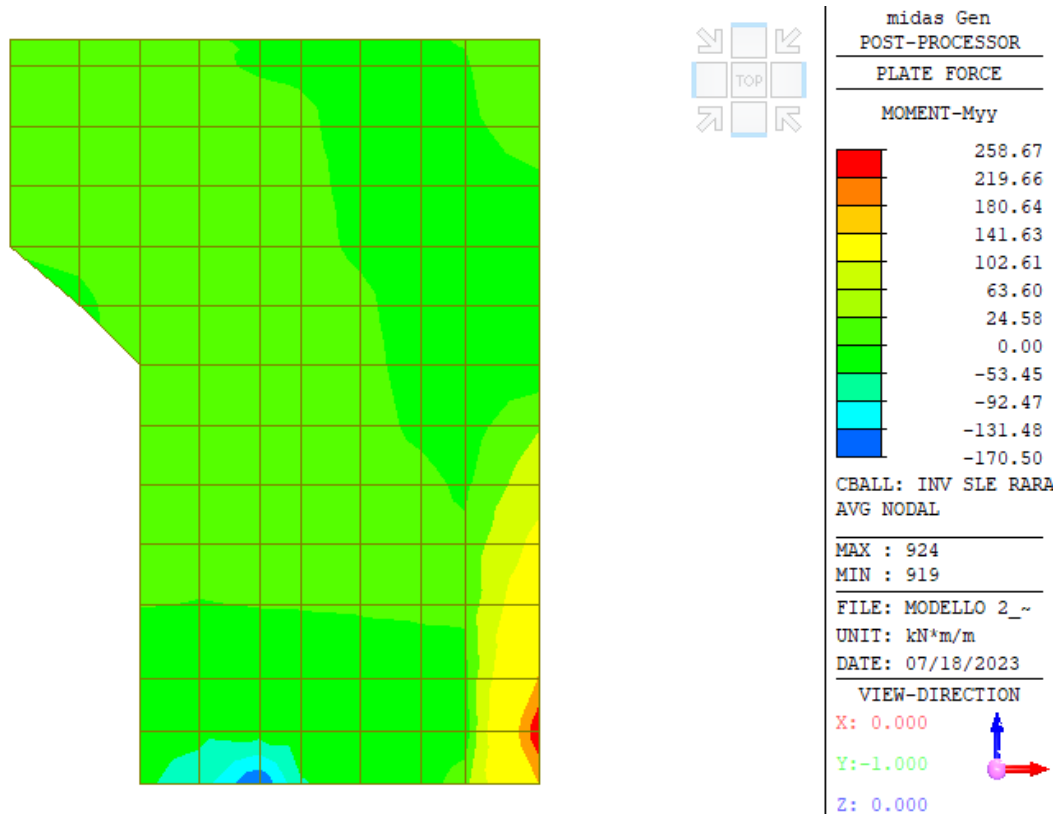 TOP
midas Gen
POST-PROCESSOR
PLATE FORCE
MOMENT-Myy
258.67
219.66
180.64
141.63
102.61
63.60
24.58
0.00
-53.45
-92.47
-131.48
-170.50
CBALL: INV SLE RARA
AVG NODAL
MAX : 924
MIN : 919
FILE: MODELLO 2_~
UNIT: kN*m/m
DATE: 07/18/2023
VIEW-DIRECTION
X: 0.000
Y:-1.000
Z: 0.000